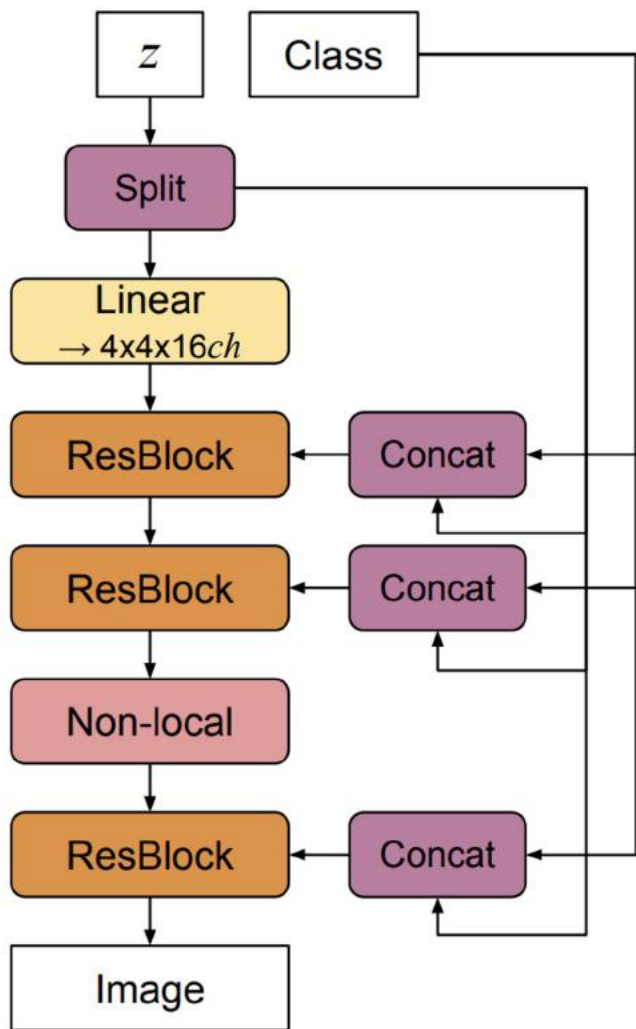 z
Class
Split
Linear
→ 4x4x16ch
ResBlock
Concat
ResBlock
Concat
Non-local
ResBlock
Concat
Image